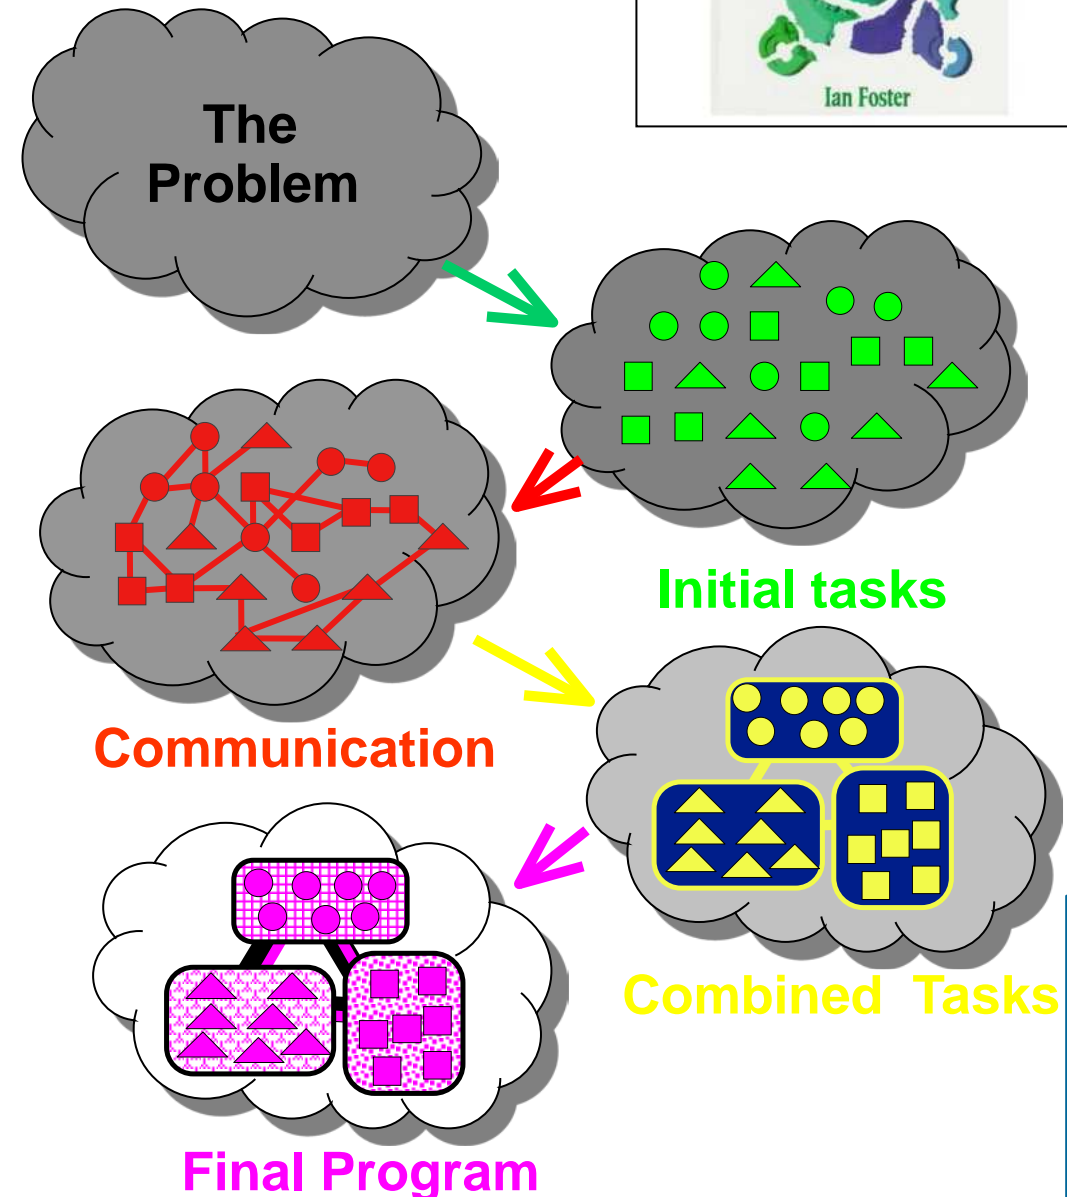 Ian Foster
The
Problem
Initial tasks
Communication
Combined  Tasks
Final Program